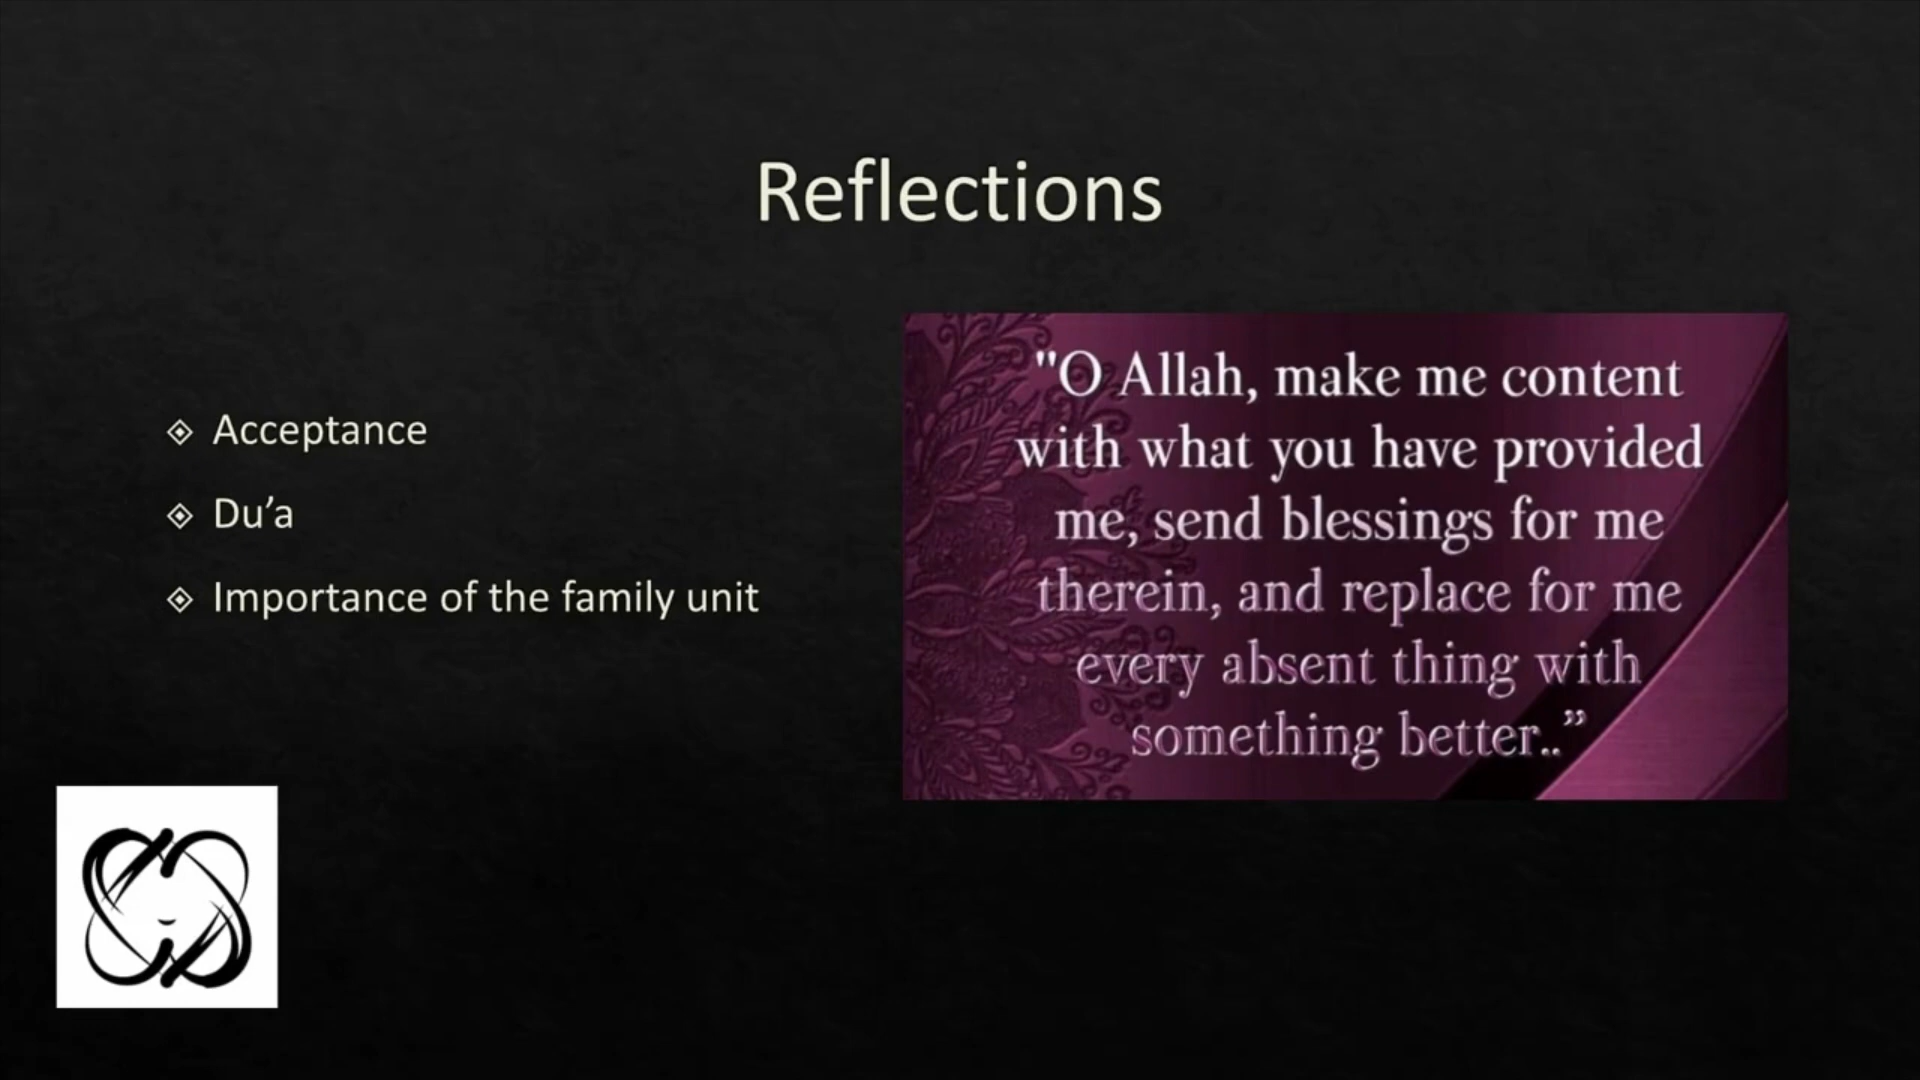 Reflections
Acceptance
Du’a
Importance of the family unit
"O Allah, make me content
with what you have provided
me, send blessings for me
therein, and replace for me
every absent thing with
something better..”